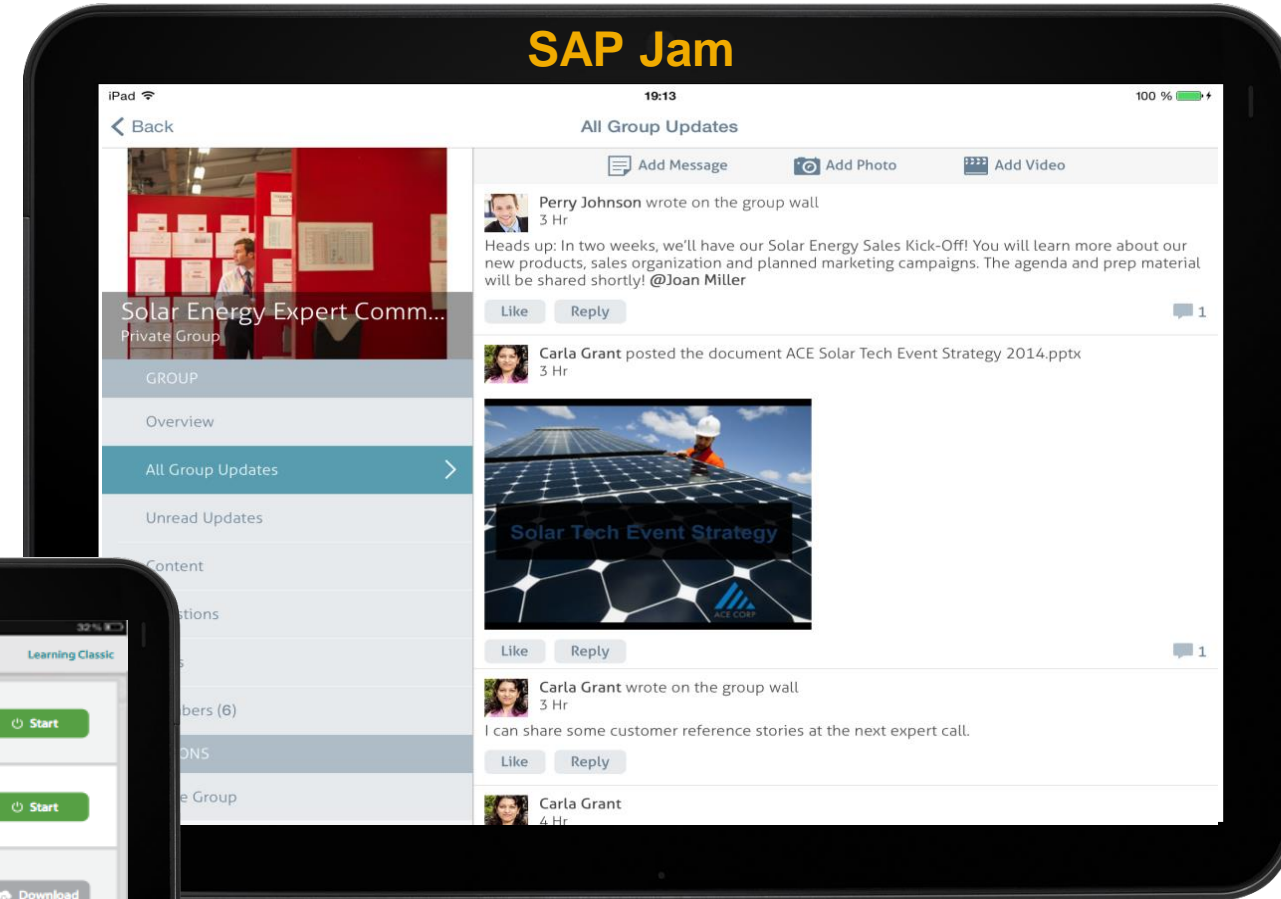 SAP Jam
iPad
19:13
100 %
Back
All Group Updates
Solar Energy Expert Comm...
Private Group
GROUP
Overview
All Group Updates
Unread Updates
Content
stions
s
bers (6)
ONS
e Group
Add Message
Add Photo
Add Video
Perry Johnson wrote on the group wall
3 Hr
Heads up: In two weeks, we'll have our Solar Energy Sales Kick-Off! You will learn more about our
new products, sales organization and planned marketing campaigns. The agenda and prep material
will be shared shortly! @Joan Miller
Like
Reply
1
Carla Grant posted the document ACE Solar Tech Event Strategy 2014.pptx
3 Hr
Solar Tech Event Strategy
ACE CORP
Like
Reply
1
Carla Grant wrote on the group wall
3 Hr
I can share some customer reference stories at the next expert call.
Like
Reply
Carla Grant
4 Hr
32%
Learning Classic
Start
Start
Download